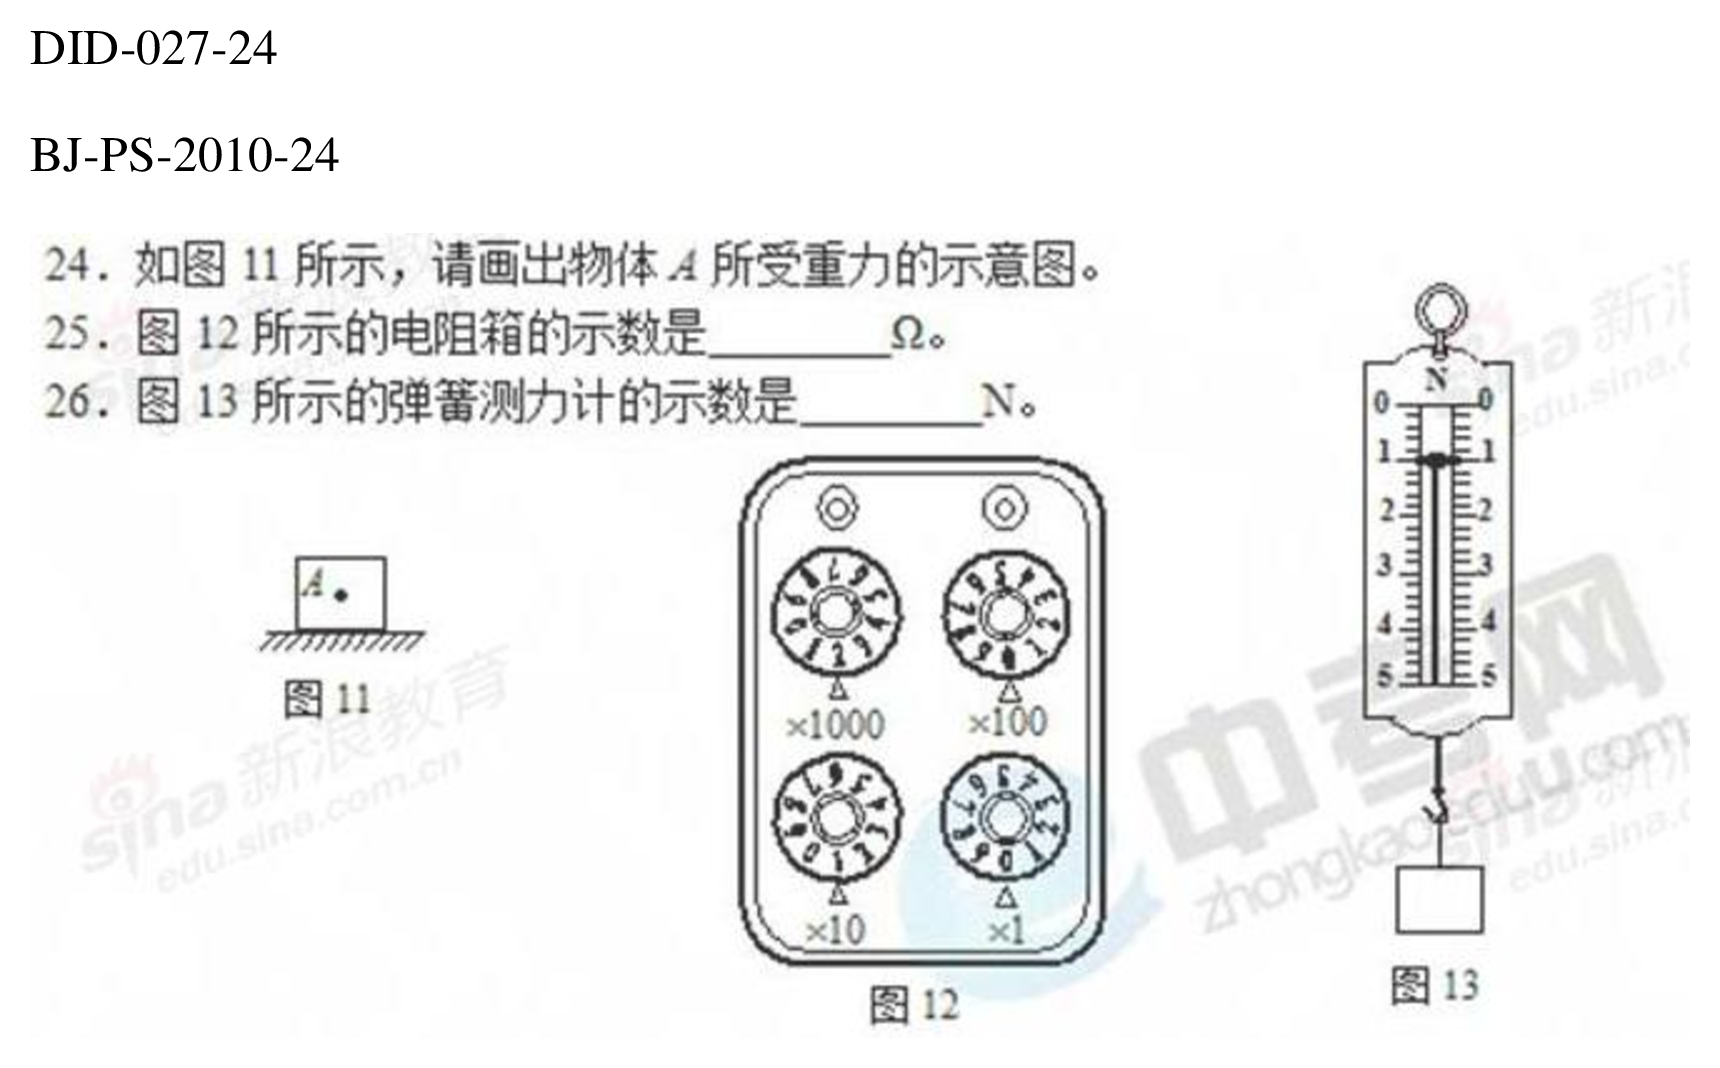 DID-027-24
BJ-PS-2010-24
24．如图 11 所示，请画出物体 A 所受重力的示意图。
25．图 12 所示的电阻箱的示数是________Ω。
26．图 13 所示的弹簧测力计的示数是________N。
A
图 11
×1000
×100
×10
×1
图 12
N
0 0
1 1
2 2
3 3
4 4
5 5
图 13
sina新浪教育
edu.sina.com.cn
中考网
zhongkao.eduu.com